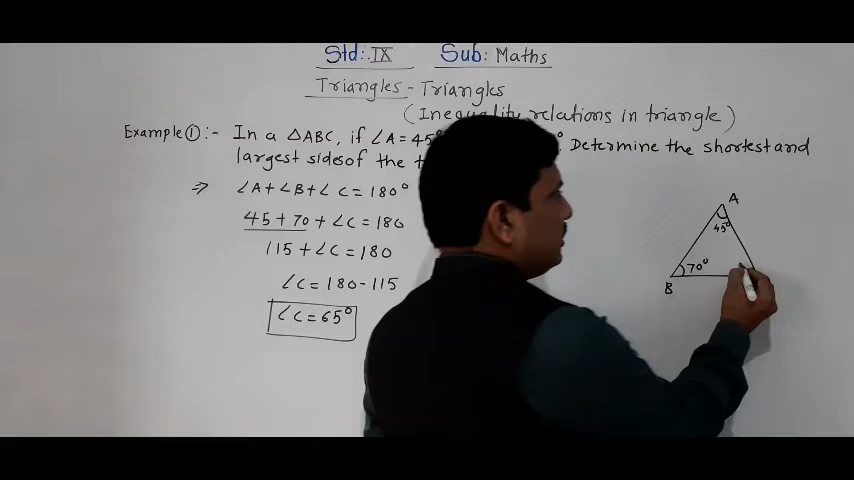 Std: IX Sub: Maths
Triangles - Triangles
(Inequality relations in triangle)
Example ① :- In a △ABC, if ∠A = 45° Determine the shortest and
largest sides of the
⇒ ∠A + ∠B + ∠C = 180°
45 + 70 + ∠C = 180
115 + ∠C = 180
∠C = 180 - 115
∠C = 65°
A
45°
70°
B